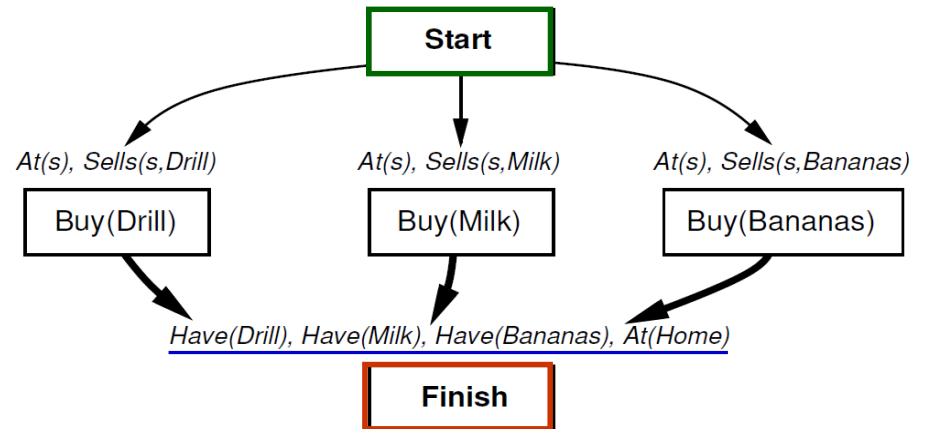 Start
At(s), Sells(s,Drill) At(s), Sells(s,Milk) At(s), Sells(s,Bananas)
Buy(Drill) Buy(Milk) Buy(Bananas)
Have(Drill), Have(Milk), Have(Bananas), At(Home)
Finish